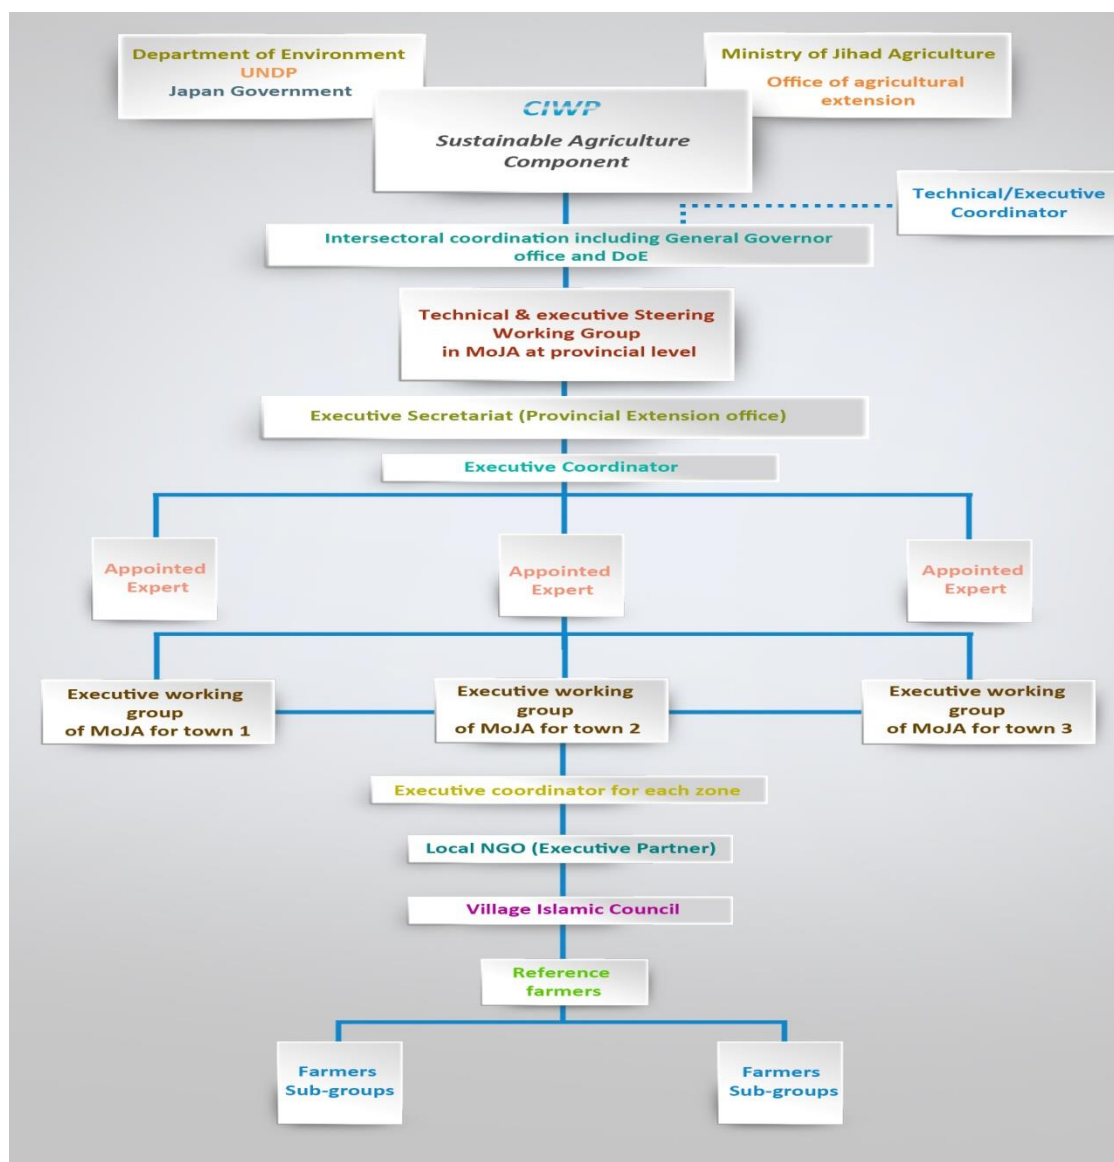 Department of Environment
UNDP
Japan Government
Ministry of Jihad Agriculture
Office of agricultural
extension
CIWP
Sustainable Agriculture
Component
Technical/Executive
Coordinator
Intersectoral coordination including General Governor
office and DoE
Technical & executive Steering
Working Group
in MoJA at provincial level
Executive Secretariat (Provincial Extension office)
Executive Coordinator
Appointed
Expert
Appointed
Expert
Appointed
Expert
Executive working
group
of MoJA for town 1
Executive working
group
of MoJA for town 2
Executive working
group
of MoJA for town 3
Executive coordinator for each zone
Local NGO (Executive Partner)
Village Islamic Council
Reference
farmers
Farmers
Sub-groups
Farmers
Sub-groups